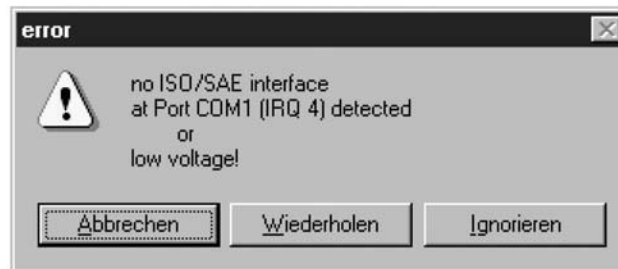 error
no ISO/SAE interface
at Port COM1 (IRQ 4) detected
or
low voltage!
Abbrechen Wiederholen Ignorieren